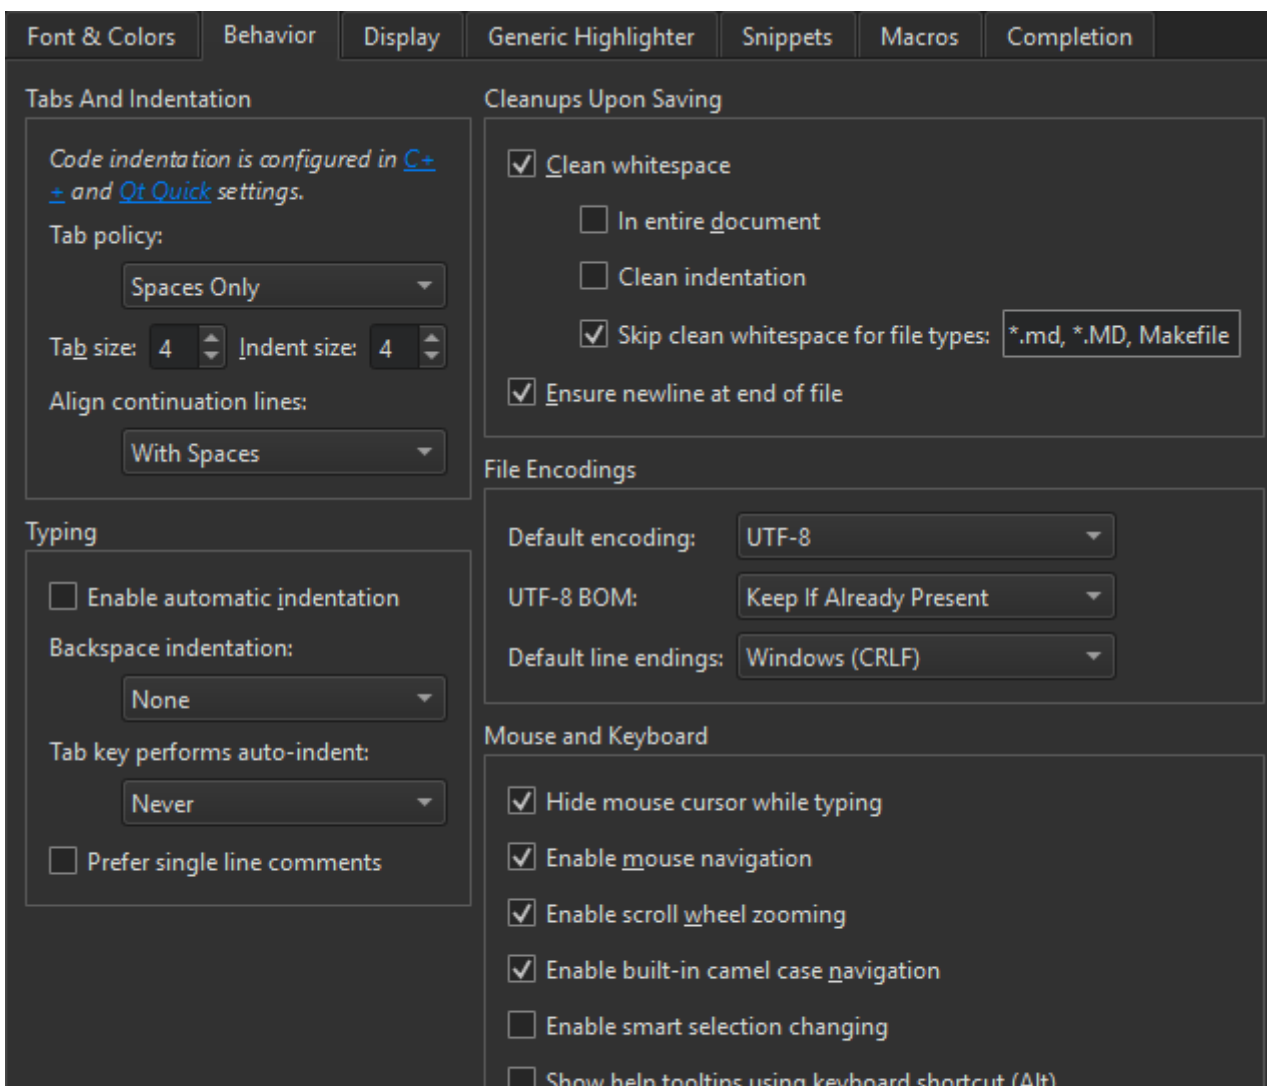 Font & Colors
Behavior
Display
Generic Highlighter
Snippets
Macros
Completion
Tabs And Indentation
Code indentation is configured in C+
+ and Qt Quick settings.
Tab policy:
Spaces Only
Tab size: 4 Indent size: 4
Align continuation lines:
With Spaces
Typing
Enable automatic indentation
Backspace indentation:
None
Tab key performs auto-indent:
Never
Prefer single line comments
Cleanups Upon Saving
Clean whitespace
In entire document
Clean indentation
Skip clean whitespace for file types: *.md, *.MD, Makefile
Ensure newline at end of file
File Encodings
Default encoding: UTF-8
UTF-8 BOM: Keep If Already Present
Default line endings: Windows (CRLF)
Mouse and Keyboard
Hide mouse cursor while typing
Enable mouse navigation
Enable scroll wheel zooming
Enable built-in camel case navigation
Enable smart selection changing
Show help tooltips using keyboard shortcut (Alt)